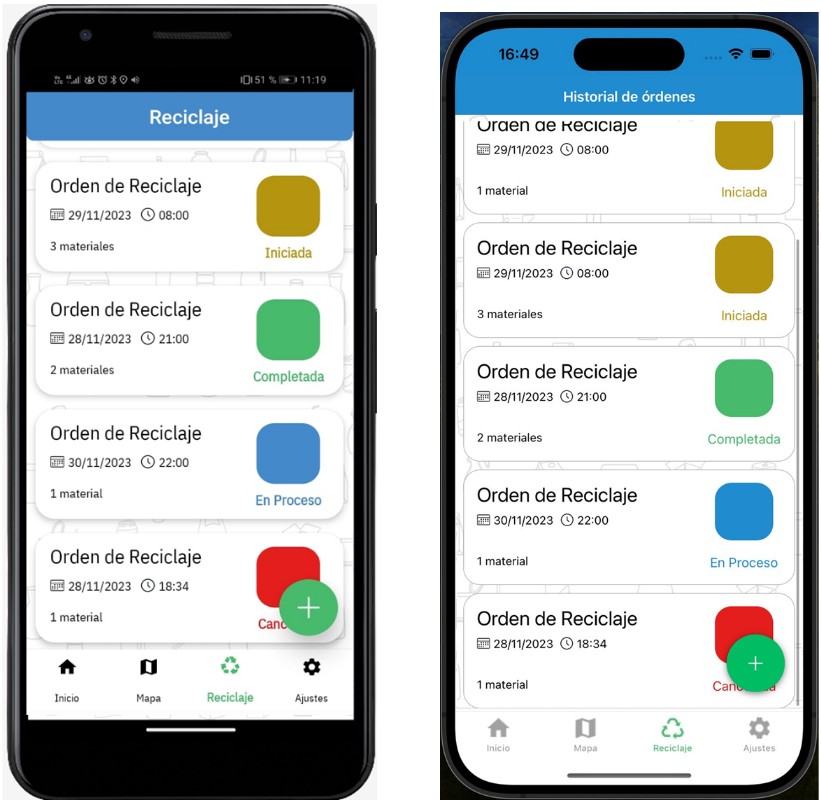 51 % 11:19
Reciclaje
Orden de Reciclaje
29/11/2023 08:00
3 materiales
Iniciada
Orden de Reciclaje
28/11/2023 21:00
2 materiales
Completada
Orden de Reciclaje
30/11/2023 22:00
1 material
En Proceso
Orden de Reciclaje
28/11/2023 18:34
1 material
Canc
Inicio Mapa Reciclaje Ajustes
16:49
Historial de órdenes
Orden de Reciclaje
29/11/2023 08:00
1 material
Iniciada
Orden de Reciclaje
29/11/2023 08:00
3 materiales
Iniciada
Orden de Reciclaje
28/11/2023 21:00
2 materiales
Completada
Orden de Reciclaje
30/11/2023 22:00
1 material
En Proceso
Orden de Reciclaje
28/11/2023 18:34
1 material
Inicio Mapa Reciclaje Ajustes